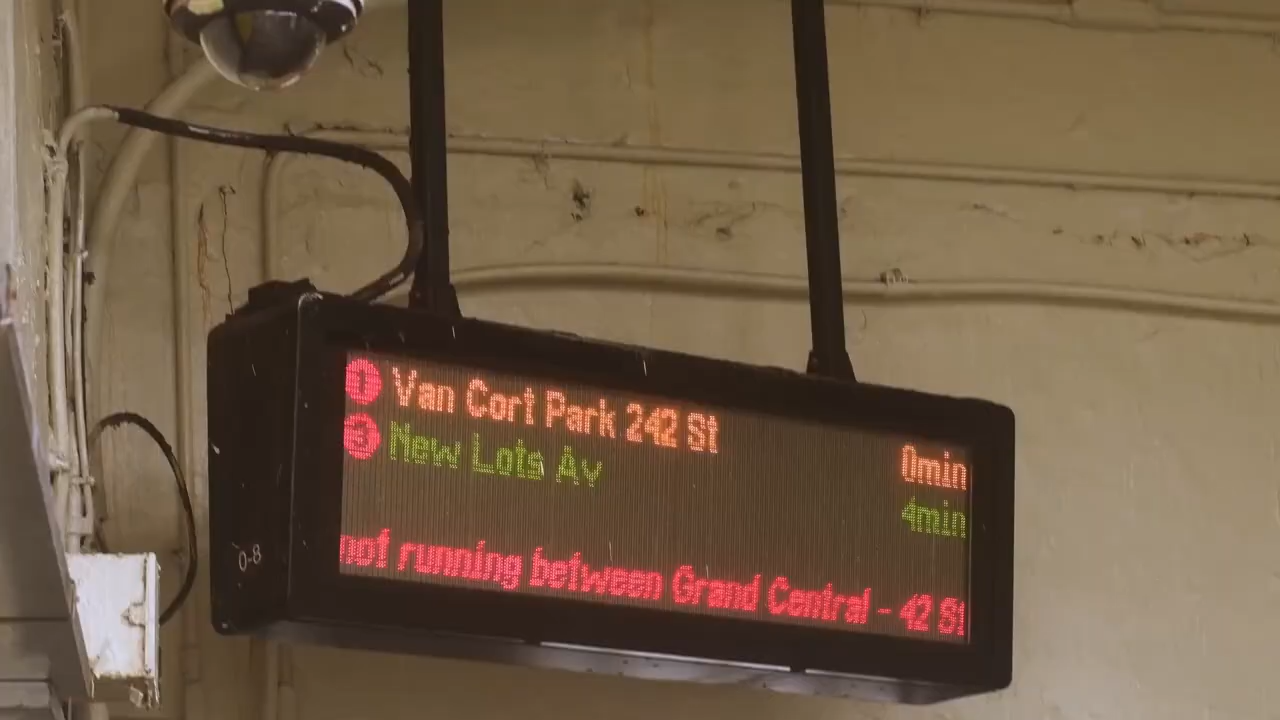 1 Van Cort Park 242 St 0min
3 New Lots Av 4min
not running between Grand Central - 42 St
0-8